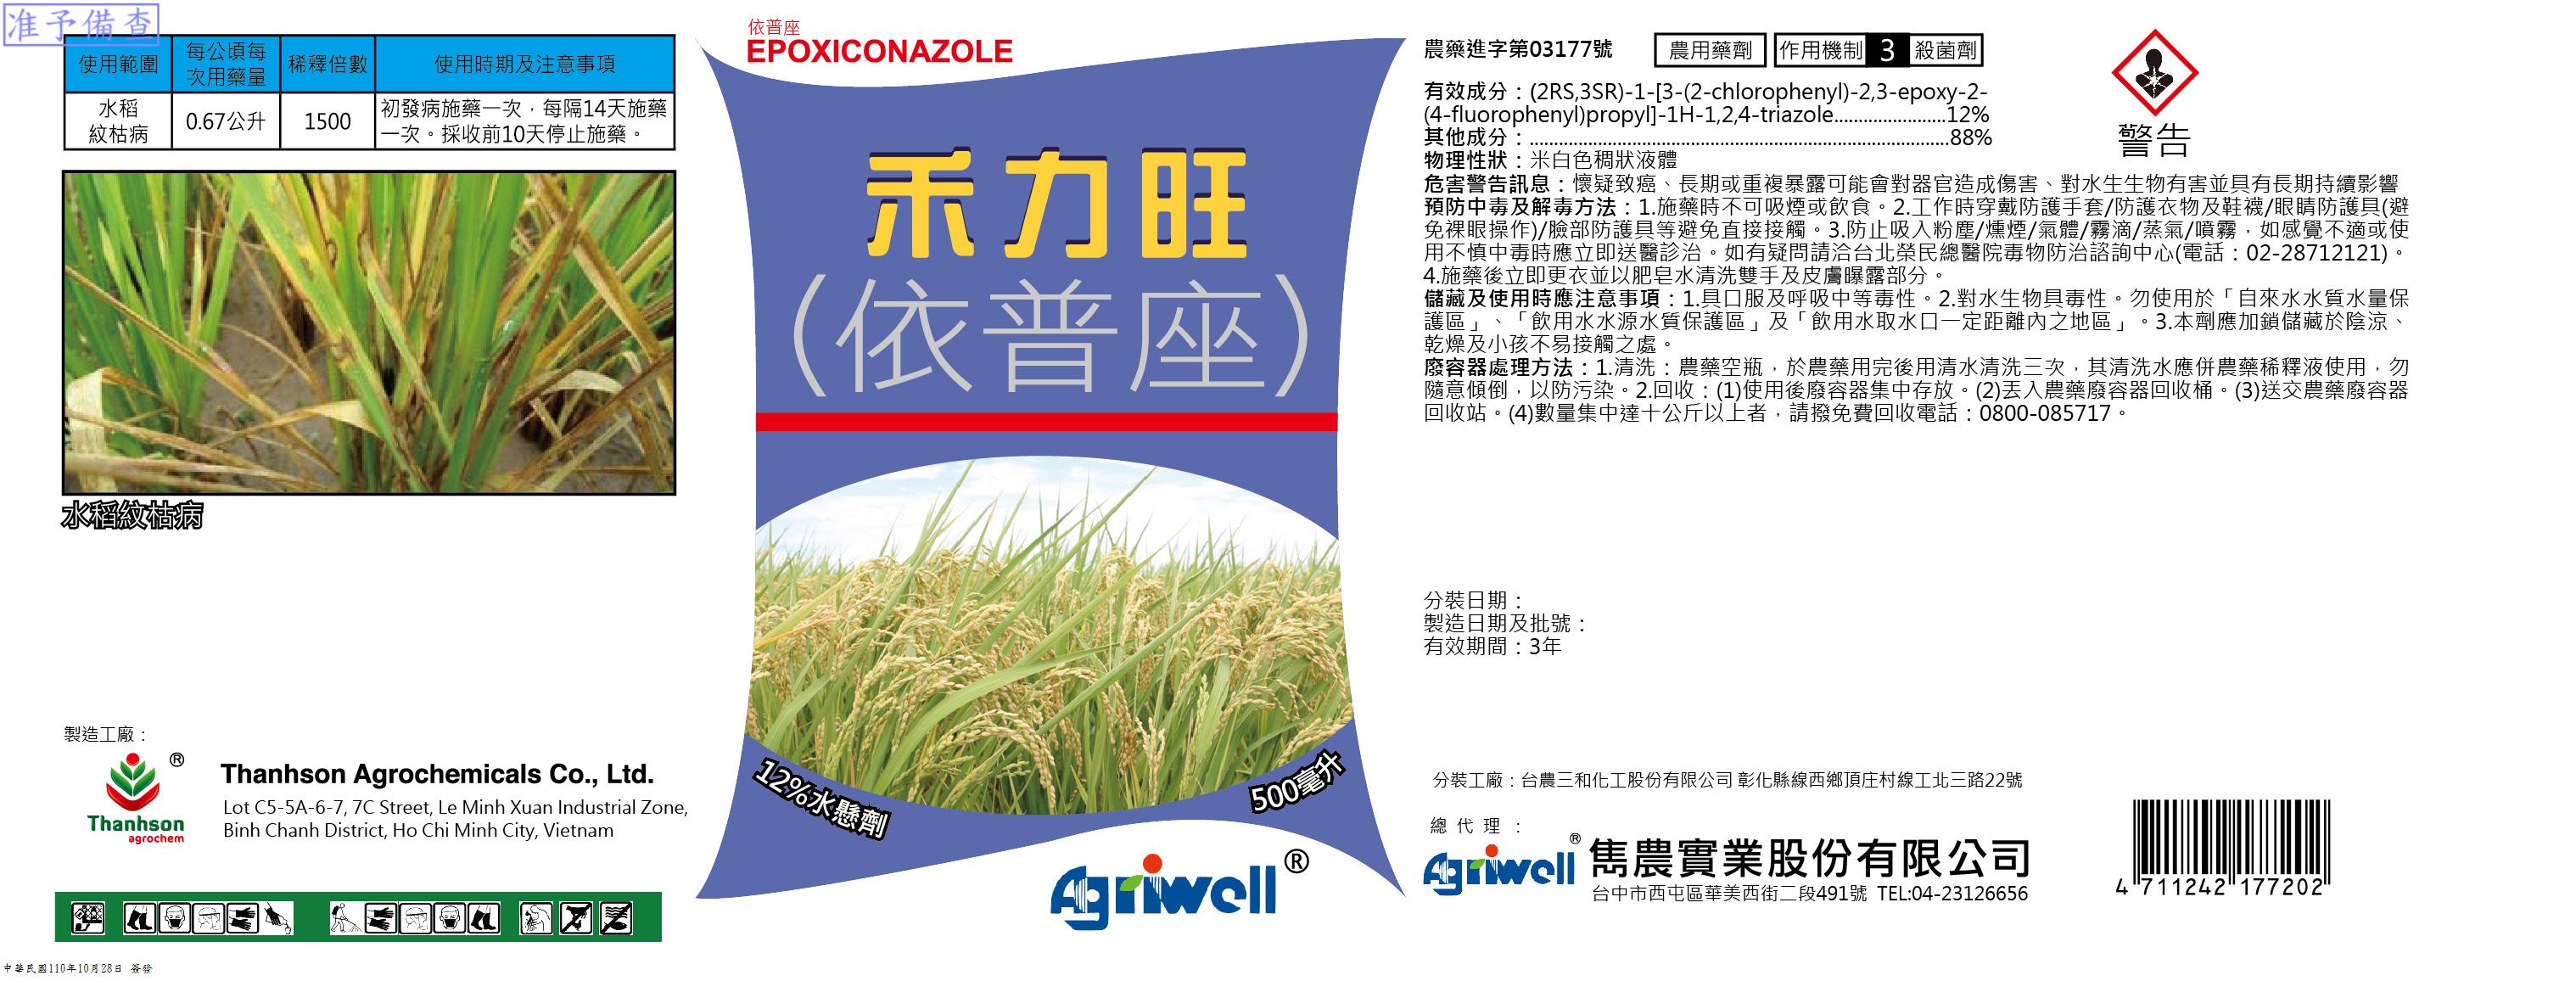 准予備查
使用範圍
每公頃每
次用藥量
稀釋倍數
使用時期及注意事項
水稻
紋枯病
0.67公升
1500
初發病施藥一次，每隔14天施藥
一次。採收前10天停止施藥。
水稻紋枯病
製造工廠：
®
Thanhson
agrochem
Thanhson Agrochemicals Co., Ltd.
Lot C5-5A-6-7, 7C Street, Le Minh Xuan Industrial Zone,
Binh Chanh District, Ho Chi Minh City, Vietnam
中華民國110年10月28日 簽發
依普座
EPOXICONAZOLE
禾力旺
(依普座)
12%水懸劑
500毫升
Agriwell®
農藥進字第03177號
農用藥劑
作用機制 3 殺菌劑
有效成分：(2RS,3SR)-1-[3-(2-chlorophenyl)-2,3-epoxy-2-
(4-fluorophenyl)propyl]-1H-1,2,4-triazole.......................12%
其他成分：....................................................................................88%
物理性狀：米白色稠狀液體
危害警告訊息：懷疑致癌、長期或重複暴露可能會對器官造成傷害、對水生生物有害並具有長期持續影響
預防中毒及解毒方法：1.施藥時不可吸煙或飲食。2.工作時穿戴防護手套/防護衣物及鞋襪/眼睛防護具(避
免裸眼操作)/臉部防護具等避免直接接觸。3.防止吸入粉塵/燻煙/氣體/霧滴/蒸氣/噴霧，如感覺不適或使
用不慎中毒時應立即送醫診治。如有疑問請洽台北榮民總醫院毒物防治諮詢中心(電話：02-28712121)。
4.施藥後立即更衣並以肥皂水清洗雙手及皮膚曝露部分。
儲藏及使用時應注意事項：1.具口服及呼吸中等毒性。2.對水生物具毒性。勿使用於「自來水水質水量保
護區」、「飲用水水源水質保護區」及「飲用水取水口一定距離內之地區」。3.本劑應加鎖儲藏於陰涼、
乾燥及小孩不易接觸之處。
廢容器處理方法：1.清洗：農藥空瓶，於農藥用完後用清水清洗三次，其清洗水應併農藥稀釋液使用，勿
隨意傾倒，以防污染。2.回收：(1)使用後廢容器集中存放。(2)丟入農藥廢容器回收桶。(3)送交農藥廢容器
回收站。(4)數量集中達十公斤以上者，請撥免費回收電話：0800-085717。
警告
分裝日期：
製造日期及批號：
有效期間：3年
分裝工廠：台農三和化工股份有限公司 彰化縣線西鄉頂庄村線工北三路22號
總代理：
Agriwell® 雋農實業股份有限公司
台中市西屯區華美西街二段491號 TEL:04-23126656
4 711242 177202